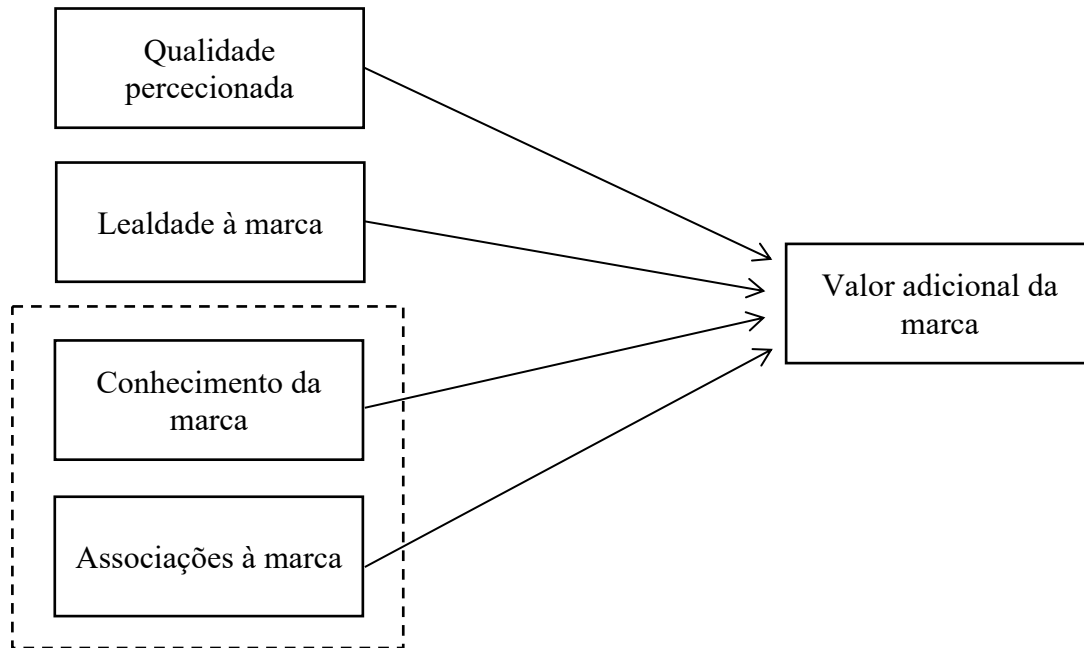 Qualidade
percecionada
Lealdade à marca
Conhecimento da
marca
Associações à marca
Valor adicional da
marca